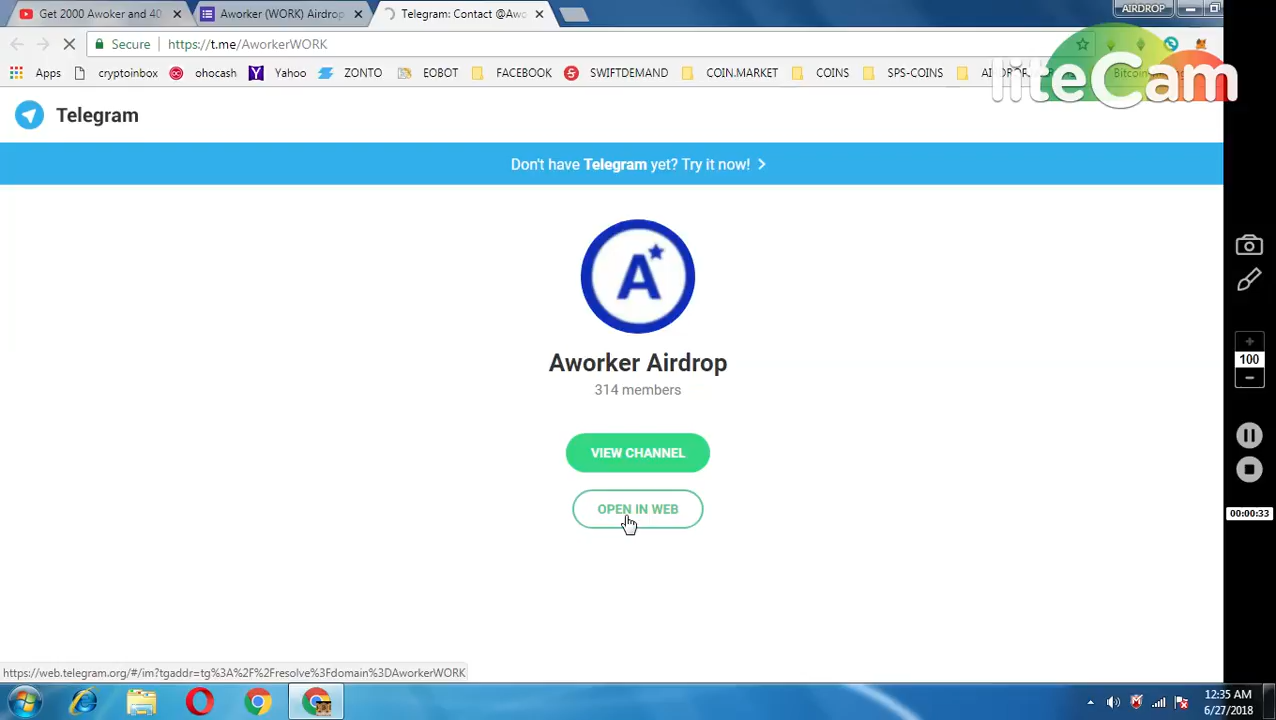 Get 2000 Awoker and 40
Aworker (WORK) Airdrop
Telegram: Contact @Awo
AIRDROP
Secure
https://t.me/AworkerWORK
Apps
cryptoinbox
ohocash
Yahoo
ZONTO
EOBOT
FACEBOOK
SWIFTDEMAND
COIN.MARKET
COINS
SPS-COINS
liteCam
Telegram
Don't have Telegram yet? Try it now!
A
Aworker Airdrop
314 members
VIEW CHANNEL
OPEN IN WEB
100
00:00:33
https://web.telegram.org/#/im?tgaddr=tg%3A%2F%2Fresolve%3Fdomain%3DAworkerWORK
12:35 AM
6/27/2018